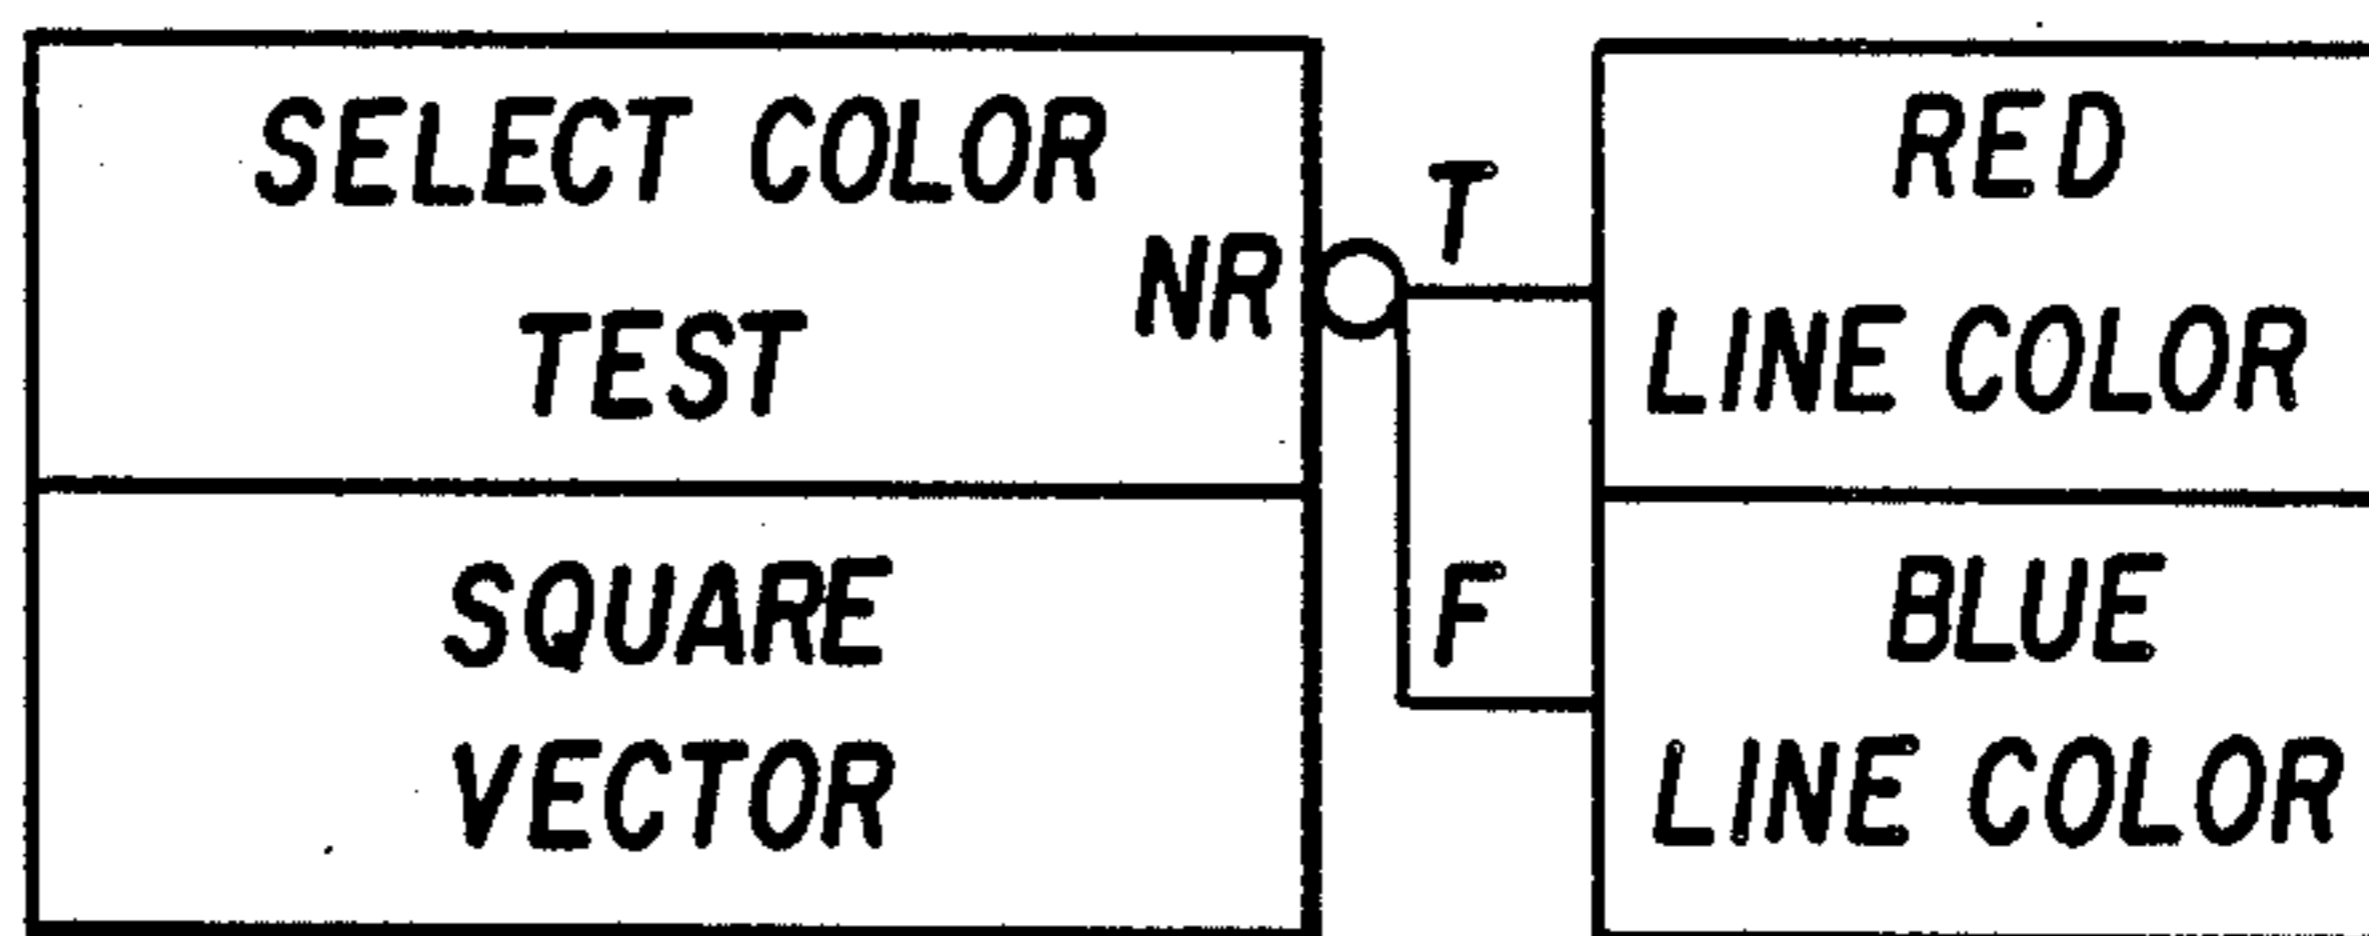 SELECT COLOR
NR
TEST
SQUARE
VECTOR
T
F
RED
LINE COLOR
BLUE
LINE COLOR